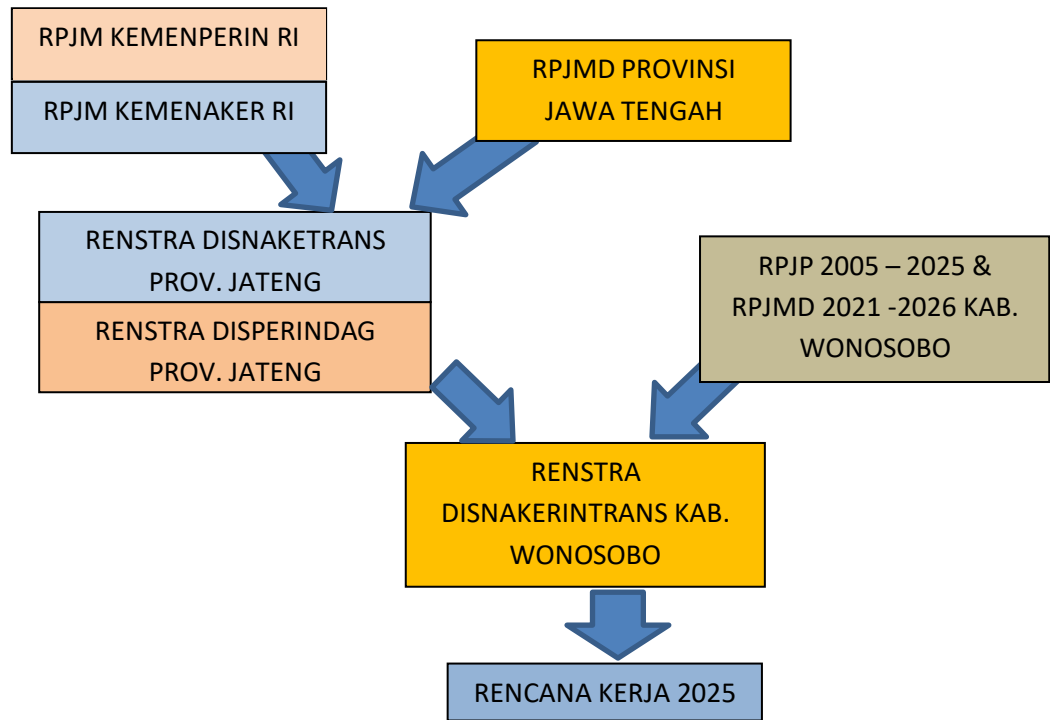 RPJM KEMENPERIN RI
RPJM KEMENAKER RI
RPJMD PROVINSI
JAWA TENGAH
RENSTRA DISNAKETRANS
PROV. JATENG
RENSTRA DISPERINDAG
PROV. JATENG
RPJP 2005 – 2025 &
RPJMD 2021 -2026 KAB.
WONOSOBO
RENSTRA
DISNAKERINTRANS KAB.
WONOSOBO
RENCANA KERJA 2025